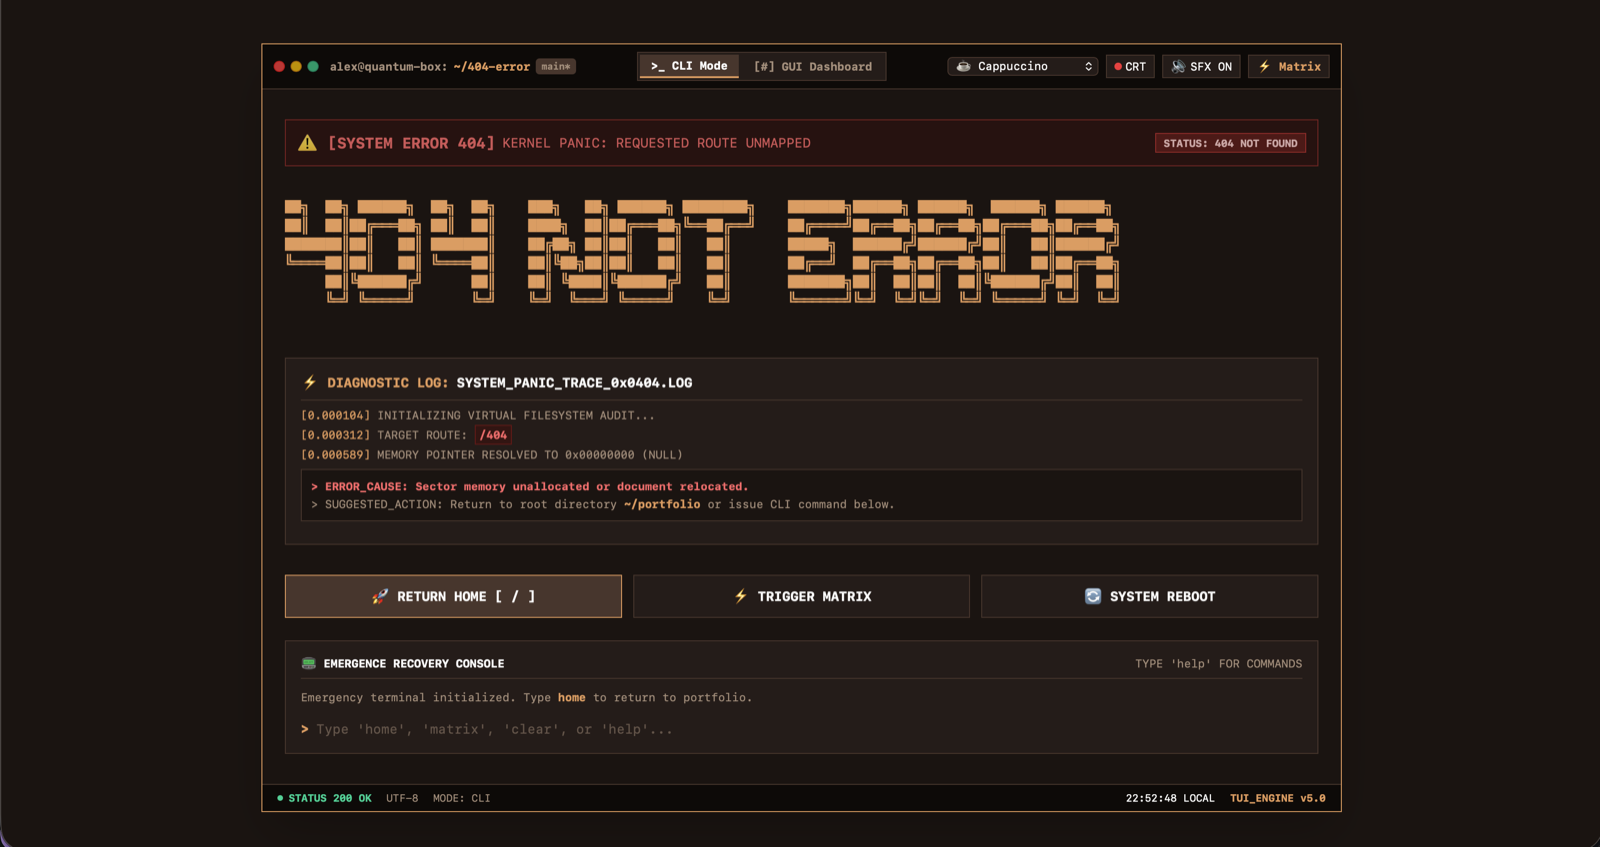 alex@quantum-box: ~/404-error main*
>_ CLI Mode [#] GUI Dashboard
Cappuccino CRT SFX ON Matrix
[SYSTEM ERROR 404] KERNEL PANIC: REQUESTED ROUTE UNMAPPED
STATUS: 404 NOT FOUND
404 NOT ERROR
DIAGNOSTIC LOG: SYSTEM_PANIC_TRACE_0x0404.LOG
[0.000104] INITIALIZING VIRTUAL FILESYSTEM AUDIT...
[0.000312] TARGET ROUTE: /404
[0.000589] MEMORY POINTER RESOLVED TO 0x00000000 (NULL)
> ERROR_CAUSE: Sector memory unallocated or document relocated.
> SUGGESTED_ACTION: Return to root directory ~/portfolio or issue CLI command below.
RETURN HOME [ / ]
TRIGGER MATRIX
SYSTEM REBOOT
EMERGENCE RECOVERY CONSOLE
TYPE 'help' FOR COMMANDS
Emergency terminal initialized. Type home to return to portfolio.
> Type 'home', 'matrix', 'clear', or 'help'...
STATUS 200 OK UTF-8 MODE: CLI
22:52:48 LOCAL TUI_ENGINE v5.0